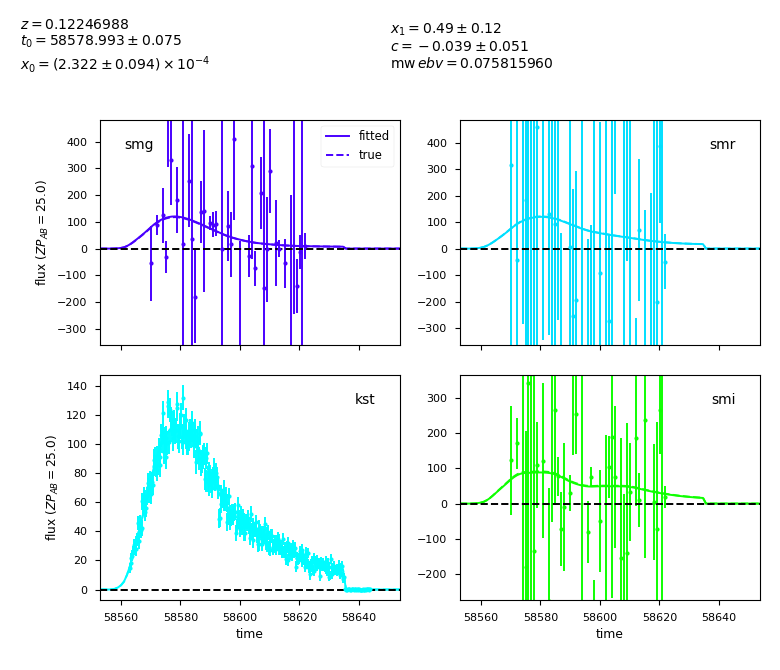 z = 0.12246988
t₀ = 58578.993 ± 0.075
x₀ = (2.322 ± 0.094) × 10⁻⁴
x₁ = 0.49 ± 0.12
c = −0.039 ± 0.051
mw ebv = 0.075815960
smg
fitted
true
400
300
200
100
0
−100
−200
−300
flux (ZP_AB = 25.0)
smr
400
300
200
100
0
−100
−200
−300
kst
140
120
100
80
60
40
20
0
flux (ZP_AB = 25.0)
58560 58580 58600 58620 58640
time
smi
300
200
100
0
−100
−200
58560 58580 58600 58620 58640
time